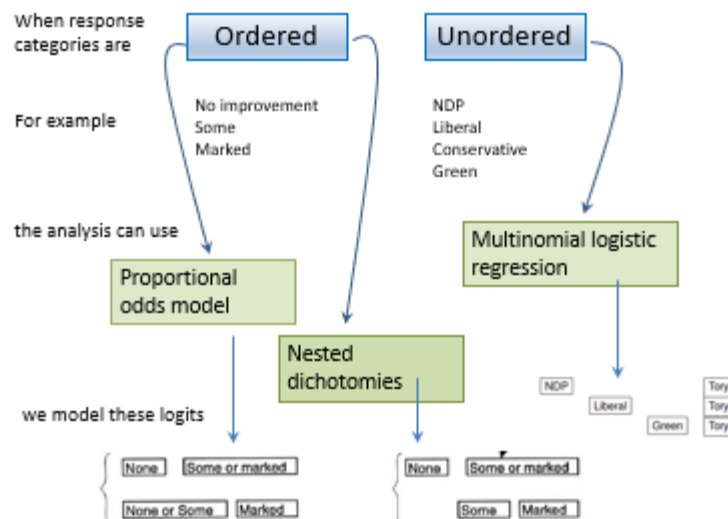 When response
categories are
Ordered
Unordered
For example
No improvement
Some
Marked
NDP
Liberal
Conservative
Green
the analysis can use
Proportional
odds model
Multinomial logistic
regression
Nested
dichotomies
we model these logits
NDP Tory
Liberal Tory
Green Tory
None Some or marked
None or Some Marked
None Some or marked
Some Marked